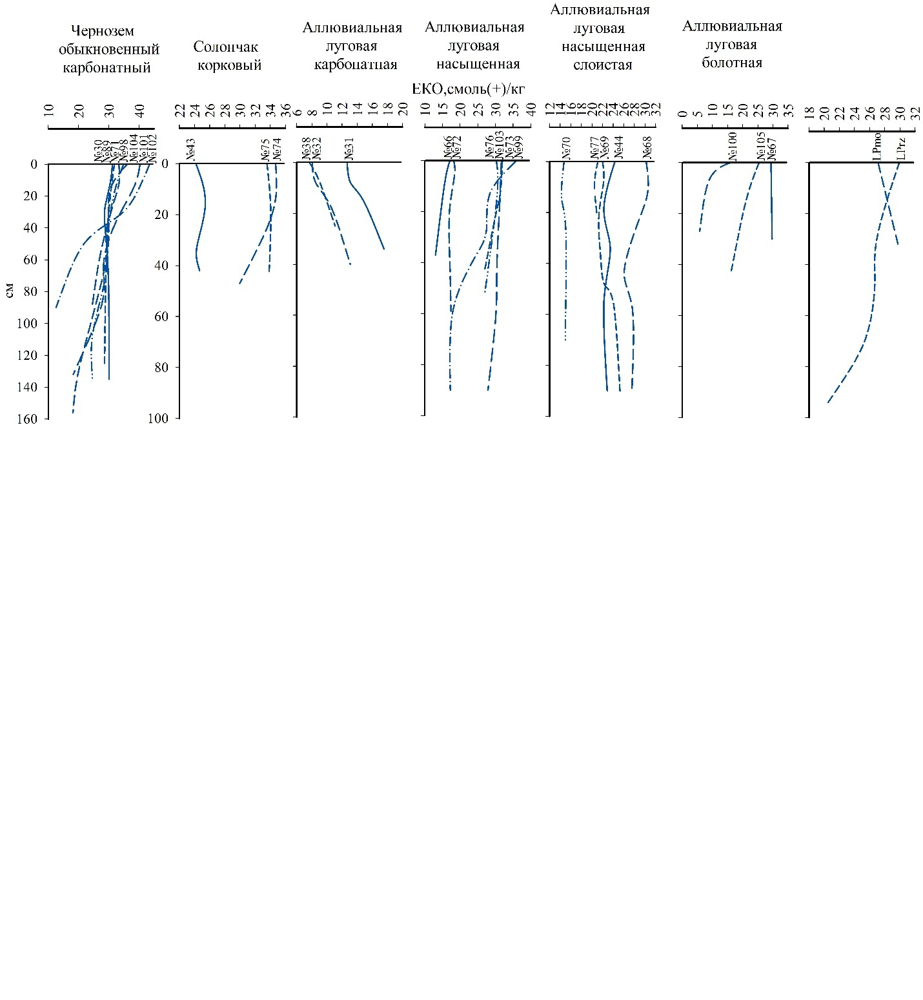 Чернозем
обыкновенный
карбонатный
Солончак
корковый
Аллювиальная
луговая
карбонатная
Аллювиальная
луговая
насыщенная
Аллювиальная
луговая
насыщенная
слоистая
Аллювиальная
луговая
болотная
ЕКО,смоль(+)/кг
10 20 30 40
22 24 26 28 30 32 34 36
6 8 10 12 14 16 18 20
10 15 20 25 30 35 40
12 14 16 18 20 22 24 26 28 30 32
0 5 10 15 20 25 30 35
18 20 22 24 26 28 30 32
№30 №89 №71 №98 №104 №101 №102
№43 №75 №74
№38 №32 №31
№66 №72 №76 №103 №73 №99
№70 №77 №69 №44 №68
№100 №105 №67
LPmo LPrz
см
0
20
40
60
80
100
120
140
160
0
20
40
60
80
100